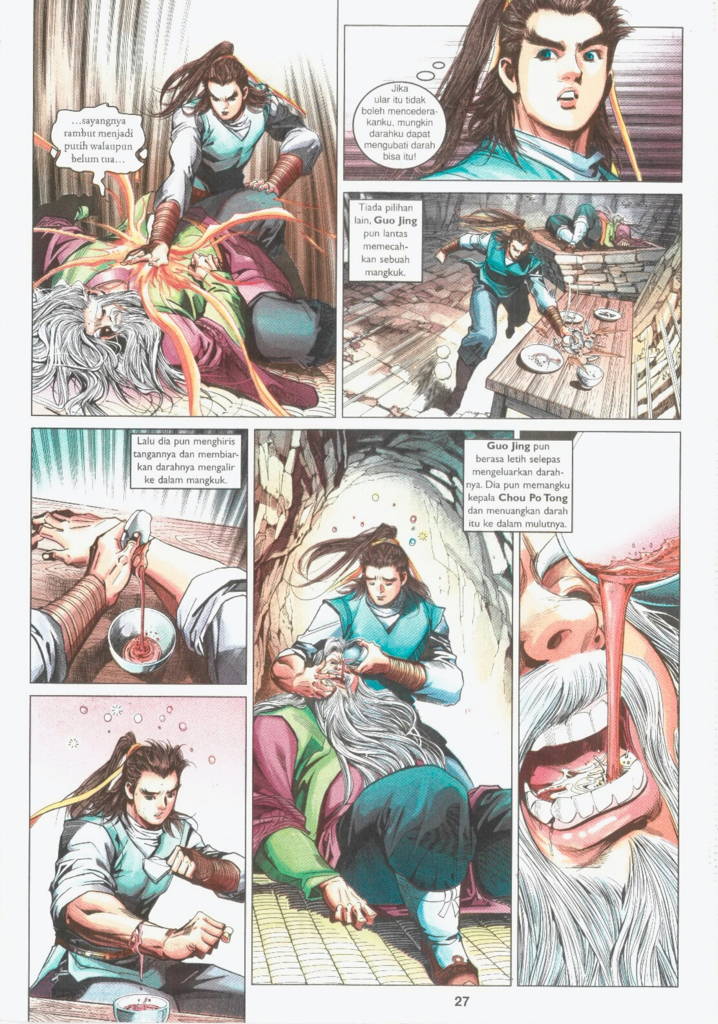 ...sayangnya
rambut menjadi
putih walaupun
belum tua...
Jika
ular itu tidak
boleh mencedera-
kanku, mungkin
darahku dapat
mengubati darah
bisa itu!
Tiada pilihan
lain, Guo Jing
pun lantas
memecah-
kan sebuah
mangkuk.
Lalu dia pun menghiris
tangannya dan membiar-
kan darahnya mengalir
ke dalam mangkuk.
Guo Jing pun
berasa letih selepas
mengeluarkan darah-
nya. Dia pun memangku
kepala Chou Po Tong
dan menuangkan darah
itu ke dalam mulutnya.
27